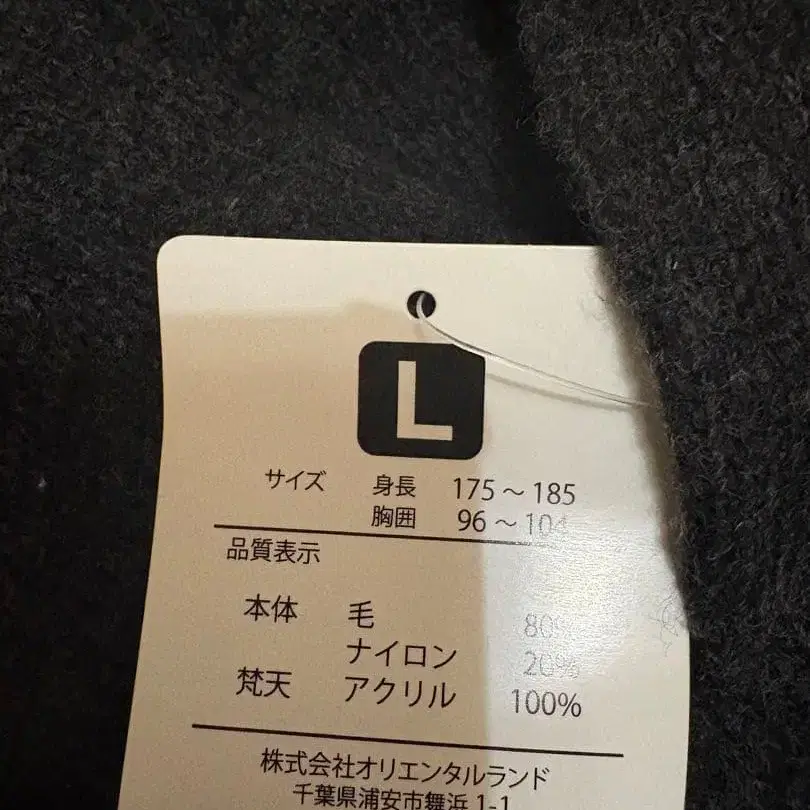 L
サイズ 身長 175～185
胸囲 96～104
品質表示
本体 毛 80%
ナイロン 20%
梵天 アクリル 100%
株式会社オリエンタルランド
千葉県浦安市舞浜 1-1